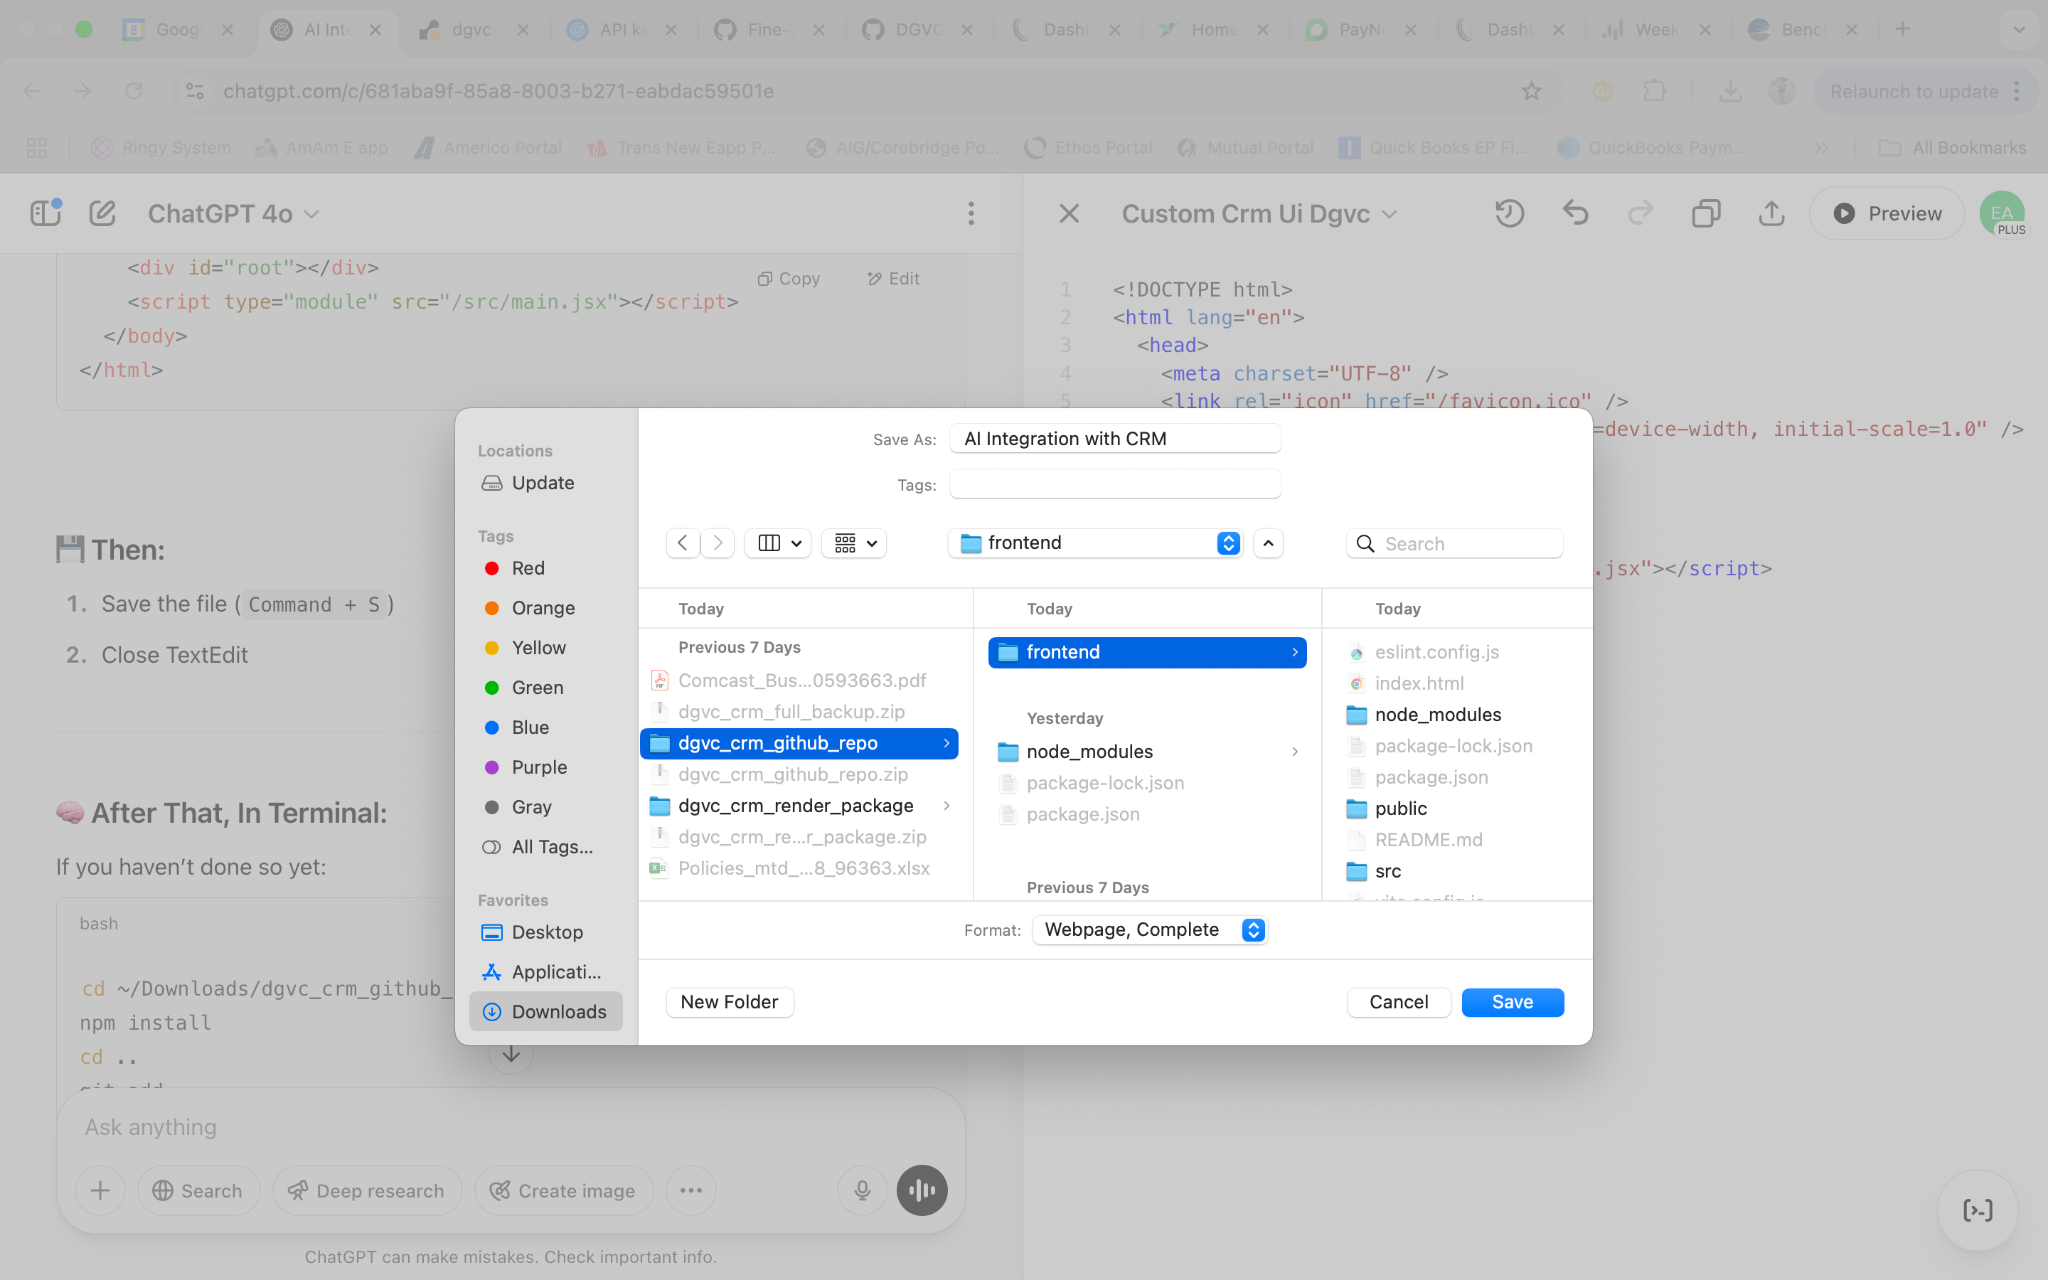 Goog
AI Int
dgvc
API k
Fine-
DGVC
Dash
Home
PayN
Dash
Week
Benc
chatgpt.com/c/681aba9f-85a8-8003-b271-eabdac59501e
Relaunch to update
Ringy System
AmAm E app
Americo Portal
Trans New Eapp P...
AIG/Corebridge Po...
Ethos Portal
Mutual Portal
Quick Books EP Fi...
QuickBooks Paym...
All Bookmarks
ChatGPT 4o
<div id="root"></div>
<script type="module" src="/src/main.jsx"></script>
</body>
</html>
Copy
Edit
Then:
1. Save the file (Command + S)
2. Close TextEdit
After That, In Terminal:
If you haven’t done so yet:
bash
cd ~/Downloads/dgvc_crm_github_
npm install
cd ..
git add
Ask anything
Search
Deep research
Create image
ChatGPT can make mistakes. Check important info.
Custom Crm Ui Dgvc
Preview
EA
PLUS
1 <!DOCTYPE html>
2 <html lang="en">
3 <head>
4 <meta charset="UTF-8" />
5 <link rel="icon" href="/favicon.ico" />
=device-width, initial-scale=1.0" />
.jsx"></script>
Locations
Update
Tags
Red
Orange
Yellow
Green
Blue
Purple
Gray
All Tags...
Favorites
Desktop
Applicati...
Downloads
Save As: AI Integration with CRM
Tags:
frontend
Search
Today
Previous 7 Days
Comcast_Bus...0593663.pdf
dgvc_crm_full_backup.zip
dgvc_crm_github_repo
dgvc_crm_github_repo.zip
dgvc_crm_render_package
dgvc_crm_re...r_package.zip
Policies_mtd_...8_96363.xlsx
Today
frontend
Yesterday
node_modules
package-lock.json
package.json
Previous 7 Days
Today
eslint.config.js
index.html
node_modules
package-lock.json
package.json
public
README.md
src
vite.config.js
Format: Webpage, Complete
New Folder
Cancel
Save